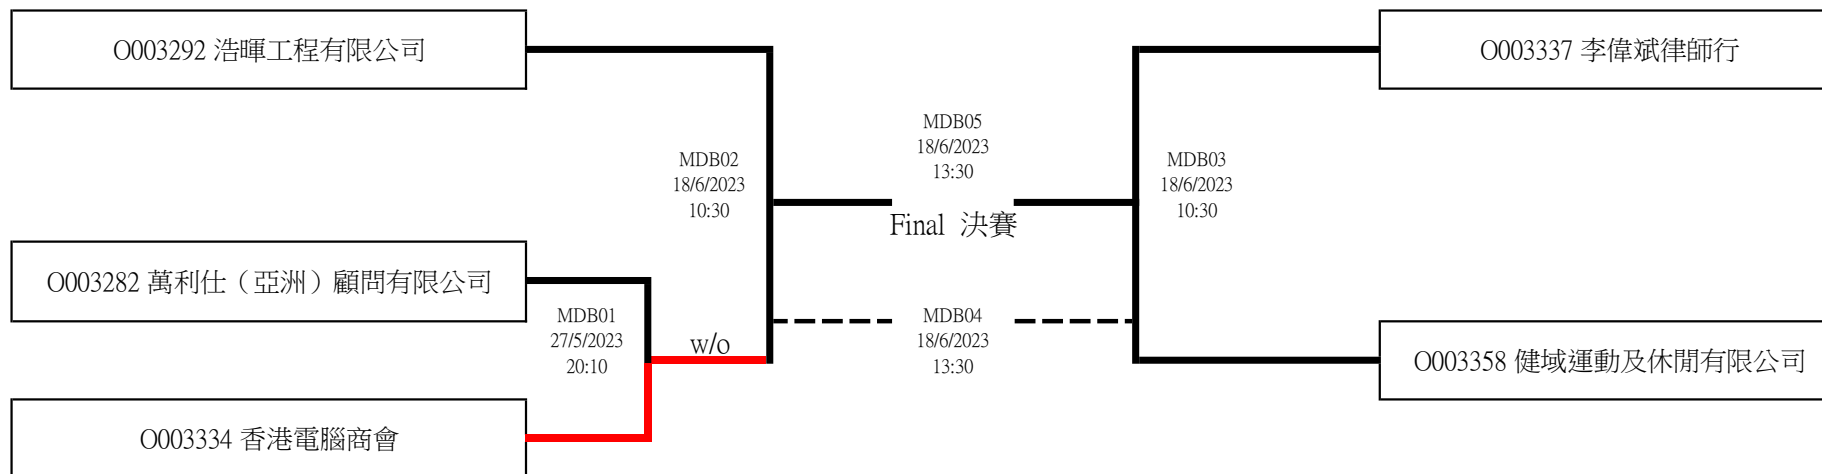 O003292 浩暉工程有限公司
O003337 李偉斌律師行
MDB05
18/6/2023
13:30
MDB02
18/6/2023
10:30
MDB03
18/6/2023
10:30
Final 決賽
O003282 萬利仕（亞洲）顧問有限公司
MDB01
27/5/2023
20:10
w/o
MDB04
18/6/2023
13:30
O003358 健域運動及休閒有限公司
O003334 香港電腦商會